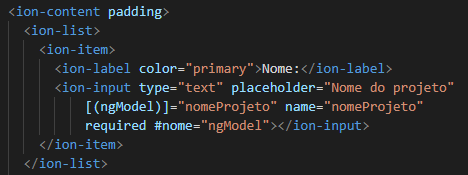 <ion-content padding>
<ion-list>
<ion-item>
<ion-label color="primary">Nome:</ion-label>
<ion-input type="text" placeholder="Nome do projeto"
[(ngModel)]="nomeProjeto" name="nomeProjeto"
required #nome="ngModel"></ion-input>
</ion-item>
</ion-list>